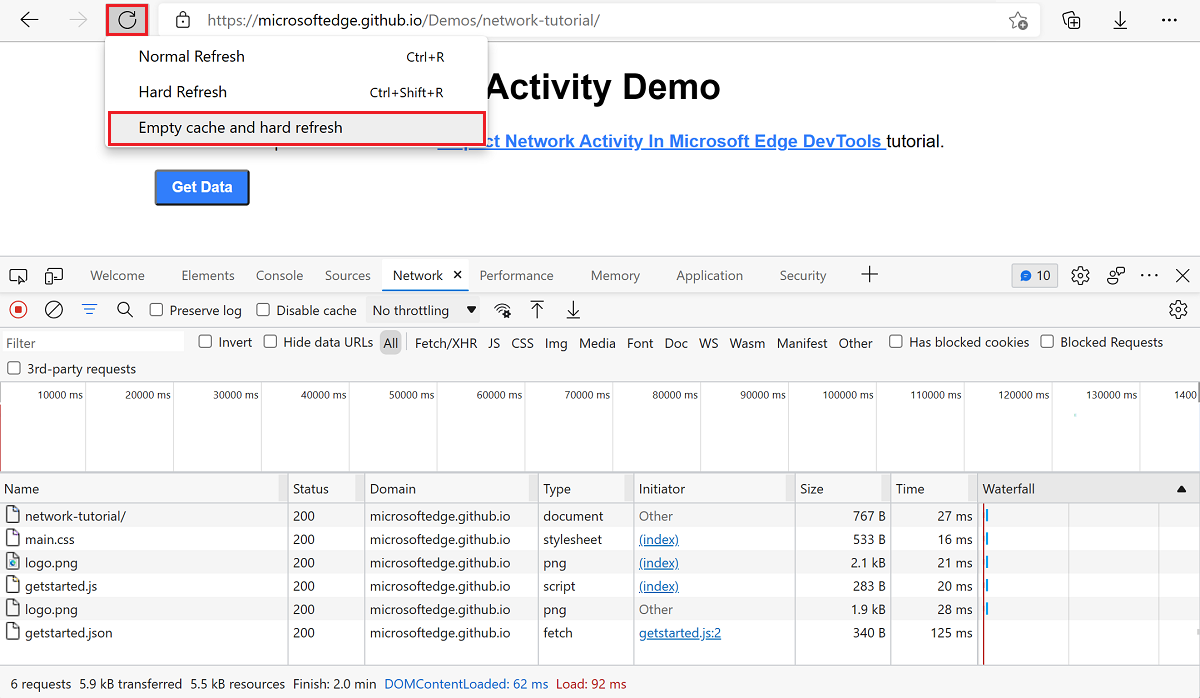 https://microsoftedge.github.io/Demos/network-tutorial/
Normal Refresh Ctrl+R
Hard Refresh Ctrl+Shift+R
Empty cache and hard refresh
Activity Demo
ct Network Activity In Microsoft Edge DevTools tutorial.
Get Data
Welcome Elements Console Sources Network Performance Memory Application Security 10
Preserve log Disable cache No throttling
Filter Invert Hide data URLs All Fetch/XHR JS CSS Img Media Font Doc WS Wasm Manifest Other Has blocked cookies Blocked Requests
3rd-party requests
10000 ms 20000 ms 30000 ms 40000 ms 50000 ms 60000 ms 70000 ms 80000 ms 90000 ms 100000 ms 110000 ms 120000 ms 130000 ms 1400
Name Status Domain Type Initiator Size Time Waterfall
network-tutorial/ 200 microsoftedge.github.io document Other 767 B 27 ms
main.css 200 microsoftedge.github.io stylesheet (index) 533 B 16 ms
logo.png 200 microsoftedge.github.io png (index) 2.1 kB 21 ms
getstarted.js 200 microsoftedge.github.io script (index) 283 B 20 ms
logo.png 200 microsoftedge.github.io png Other 1.9 kB 28 ms
getstarted.json 200 microsoftedge.github.io fetch getstarted.js:2 340 B 125 ms
6 requests 5.9 kB transferred 5.5 kB resources Finish: 2.0 min DOMContentLoaded: 62 ms Load: 92 ms